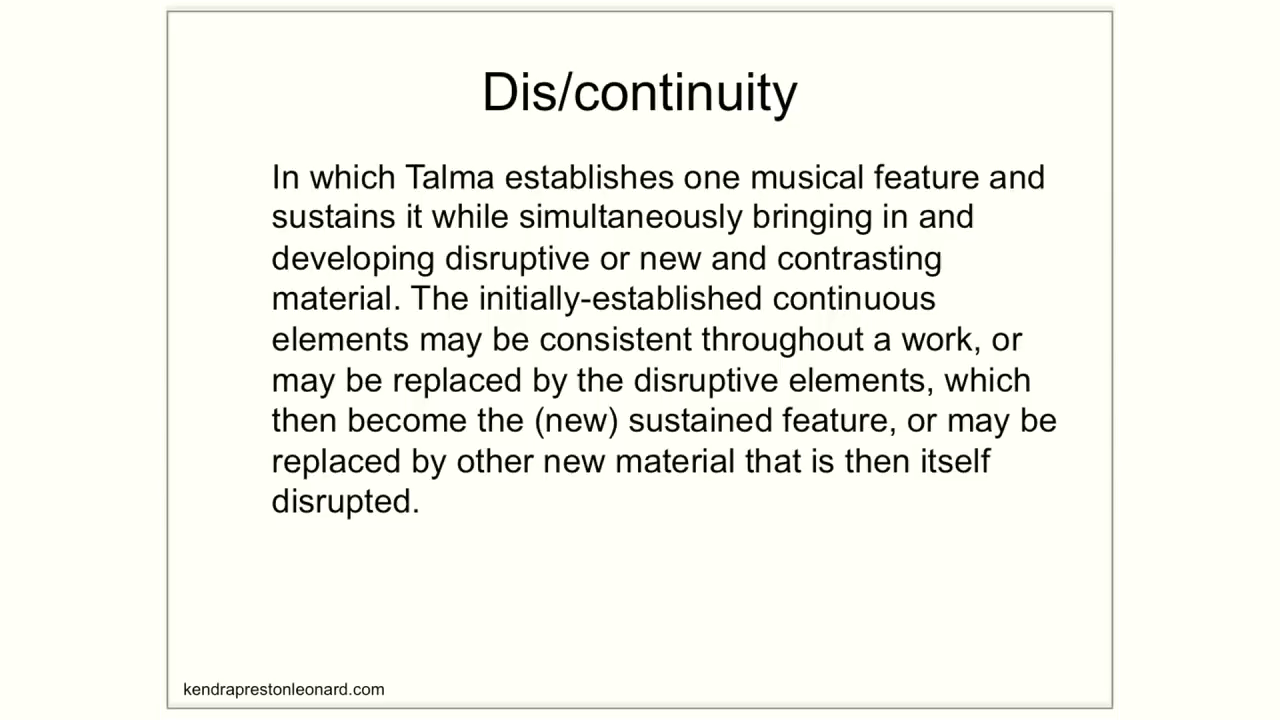 Dis/continuity
In which Talma establishes one musical feature and
sustains it while simultaneously bringing in and
developing disruptive or new and contrasting
material. The initially-established continuous
elements may be consistent throughout a work, or
may be replaced by the disruptive elements, which
then become the (new) sustained feature, or may be
replaced by other new material that is then itself
disrupted.
kendraprestonleonard.com